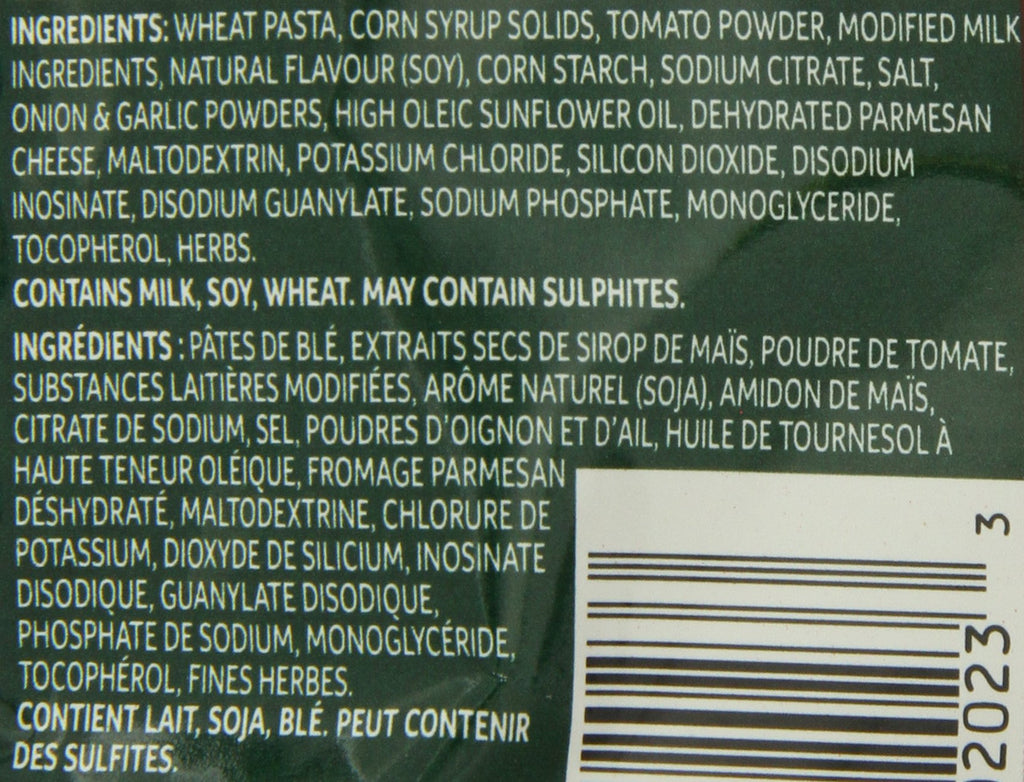 INGREDIENTS: WHEAT PASTA, CORN SYRUP SOLIDS, TOMATO POWDER, MODIFIED MILK
INGREDIENTS, NATURAL FLAVOUR (SOY), CORN STARCH, SODIUM CITRATE, SALT,
ONION & GARLIC POWDERS, HIGH OLEIC SUNFLOWER OIL, DEHYDRATED PARMESAN
CHEESE, MALTODEXTRIN, POTASSIUM CHLORIDE, SILICON DIOXIDE, DISODIUM
INOSINATE, DISODIUM GUANYLATE, SODIUM PHOSPHATE, MONOGLYCERIDE,
TOCOPHEROL, HERBS.
CONTAINS MILK, SOY, WHEAT. MAY CONTAIN SULPHITES.
INGRÉDIENTS : PÂTES DE BLÉ, EXTRAITS SECS DE SIROP DE MAÏS, POUDRE DE TOMATE,
SUBSTANCES LAITIÈRES MODIFIÉES, ARÔME NATUREL (SOJA), AMIDON DE MAÏS,
CITRATE DE SODIUM, SEL, POUDRES D'OIGNON ET D'AIL, HUILE DE TOURNESOL À
HAUTE TENEUR OLÉIQUE, FROMAGE PARMESAN
DÉSHYDRATÉ, MALTODEXTRINE, CHLORURE DE
POTASSIUM, DIOXYDE DE SILICIUM, INOSINATE
DISODIQUE, GUANYLATE DISODIQUE,
PHOSPHATE DE SODIUM, MONOGLYCÉRIDE,
TOCOPHÉROL, FINES HERBES.
CONTIENT LAIT, SOJA, BLÉ. PEUT CONTENIR
DES SULFITES.
2023 3